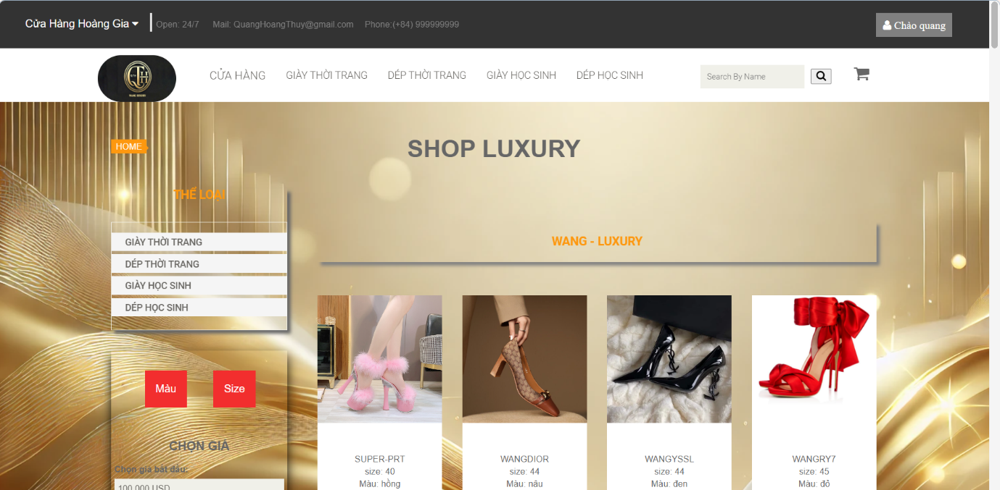 Cửa Hàng Hoàng Gia
Open: 24/7 Mail: QuangHoangThuy@gmail.com Phone:(+84) 999999999
Chảo quang
CỬA HÀNG GIÀY THỜI TRANG DÉP THỜI TRANG GIÀY HỌC SINH DÉP HỌC SINH
Search By Name
HOME
SHOP LUXURY
THỂ LOẠI
GIÀY THỜI TRANG
DÉP THỜI TRANG
GIÀY HỌC SINH
DÉP HỌC SINH
WANG - LUXURY
Màu Size
CHỌN GIÁ
Chọn giá bắt đầu:
100.000 USD
SUPER-PRT
size: 40
Màu: hồng
WANGDIOR
size: 44
Màu: nâu
WANGYSSL
size: 44
Màu: đen
WANGRY7
size: 45
Màu: đỏ